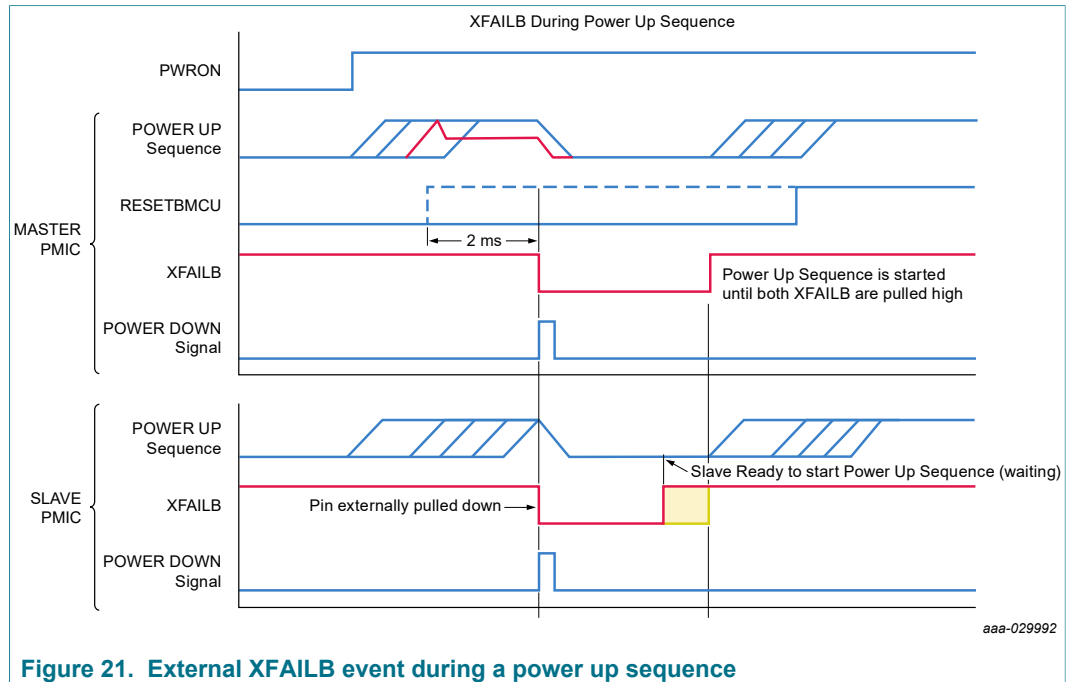 XFAILB During Power Up Sequence
PWRON
MASTER
PMIC
POWER UP
Sequence
RESETBMCU
2 ms
XFAILB
Power Up Sequence is started
until both XFAILB are pulled high
POWER DOWN
Signal
SLAVE
PMIC
POWER UP
Sequence
Slave Ready to start Power Up Sequence (waiting)
XFAILB
Pin externally pulled down
POWER DOWN
Signal
aaa-029992
Figure 21. External XFAILB event during a power up sequence